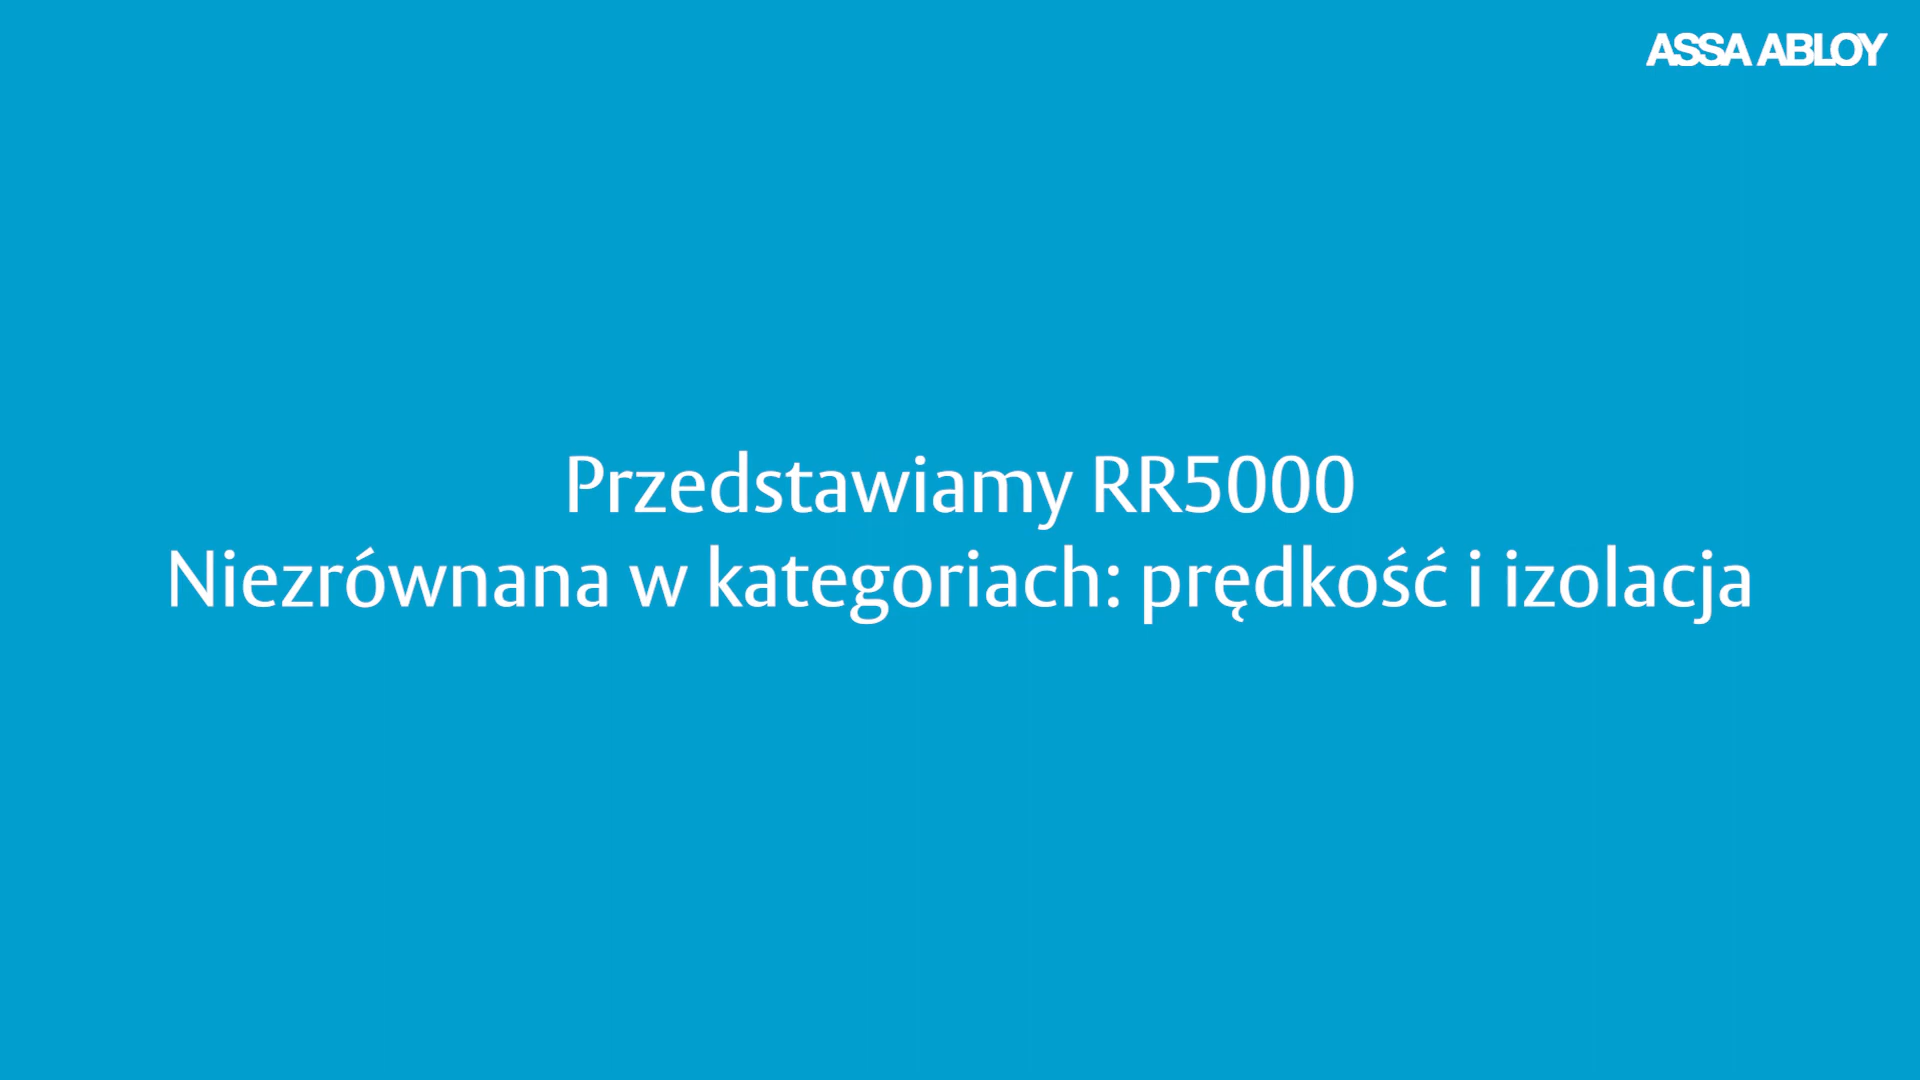 ASSA ABLOY
Przedstawiamy RR5000
Niezrównana w kategoriach: prędkość i izolacja